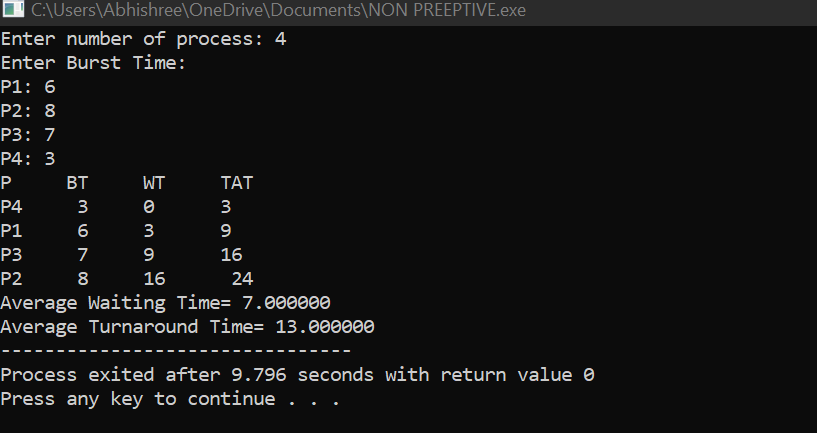 C:\Users\Abhishree\OneDrive\Documents\NON PREEPTIVE.exe
Enter number of process: 4
Enter Burst Time:
P1: 6
P2: 8
P3: 7
P4: 3
P     BT     WT     TAT
P4      3     0      3
P1      6     3      9
P3      7     9      16
P2      8     16      24
Average Waiting Time= 7.000000
Average Turnaround Time= 13.000000
--------------------------------
Process exited after 9.796 seconds with return value 0
Press any key to continue . . .